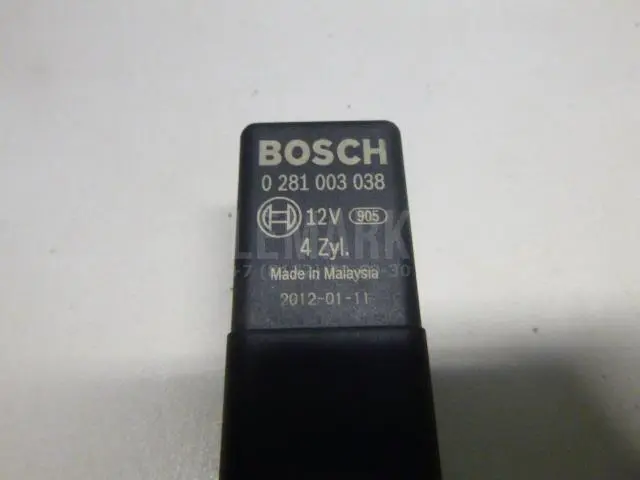 BOSCH
0 281 003 038
12V 905
4 Zyl.
Made in Malaysia
2012-01-11